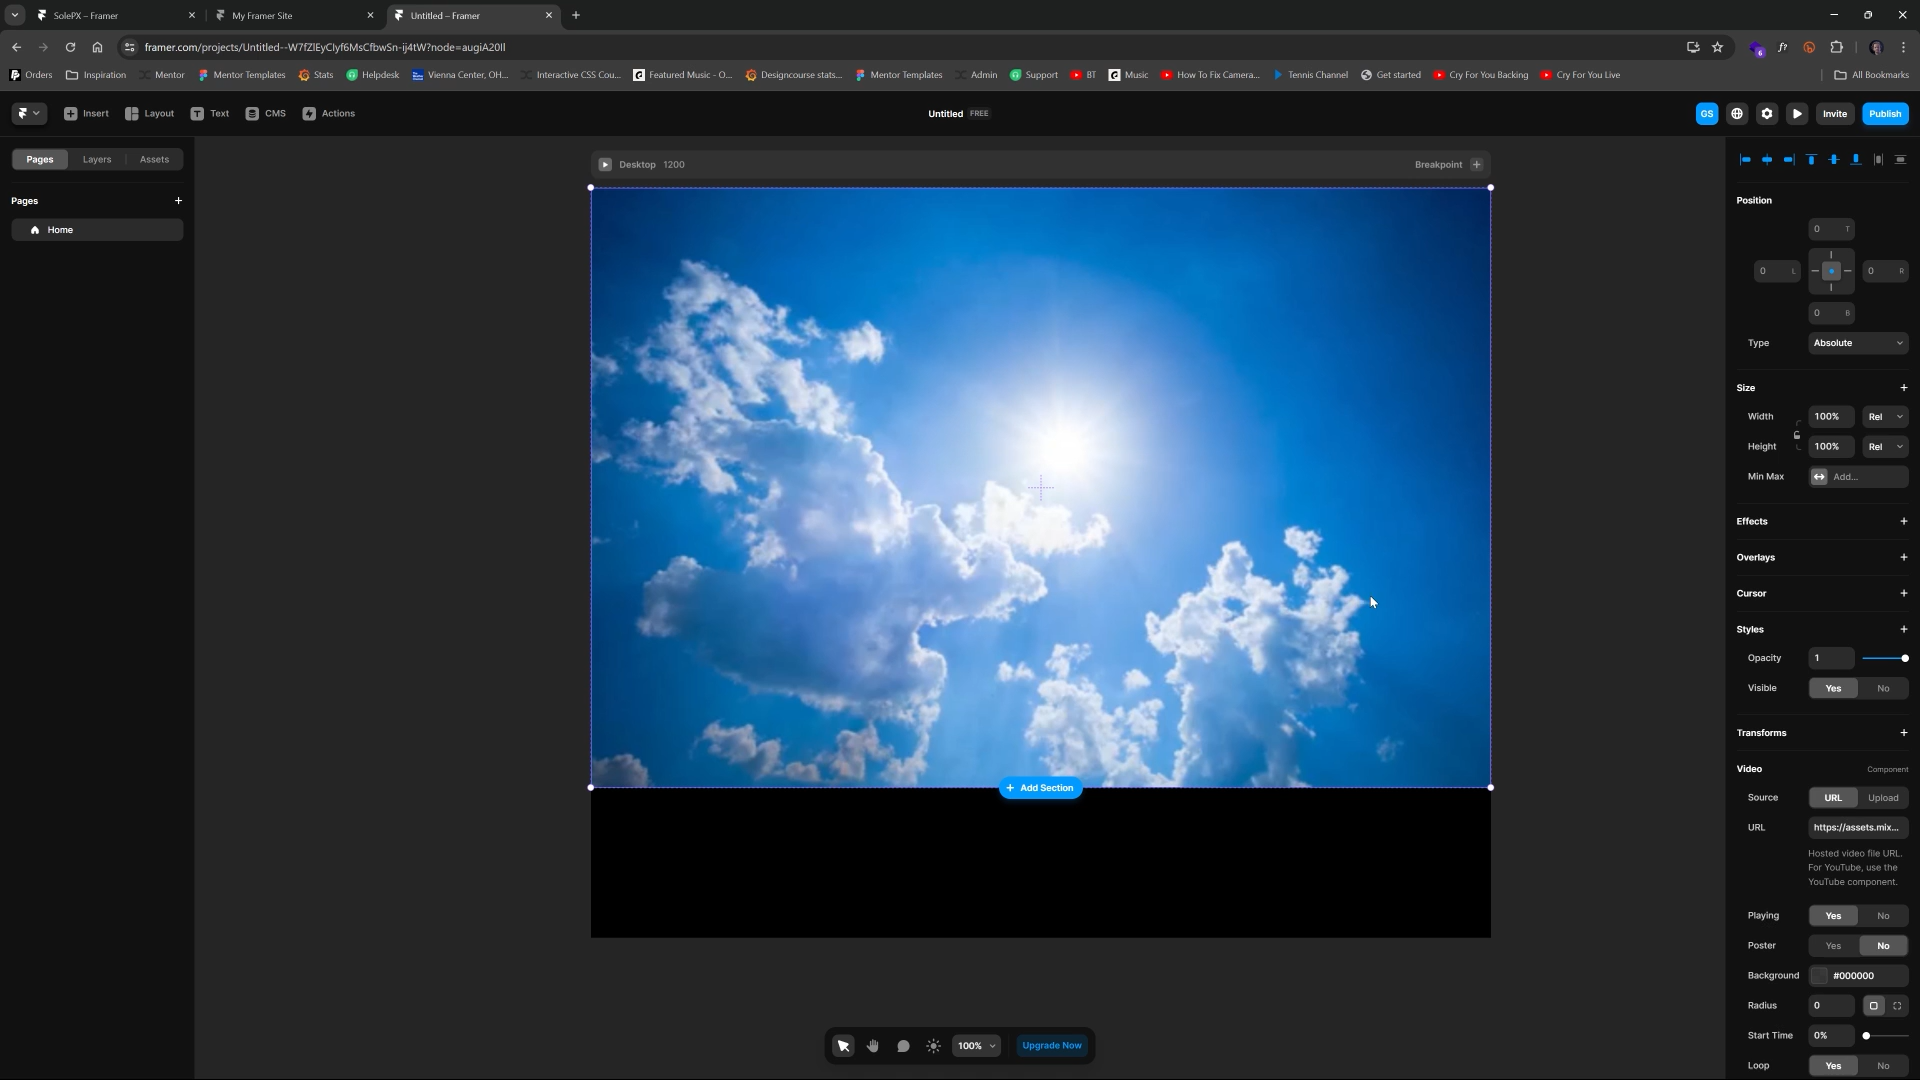 SolePX – Framer
My Framer Site
Untitled – Framer
framer.com/projects/Untitled--W7fZlEyCIyf6MsCfbwSn-ij4tW?node=augiA20Il
Orders
Inspiration
Mentor
Mentor Templates
Stats
Helpdesk
Vienna Center, OH...
Interactive CSS Cou...
Featured Music - O...
Designcourse stats...
Mentor Templates
Admin
Support
BT
Music
How To Fix Camera...
Tennis Channel
Get started
Cry For You Backing
Cry For You Live
All Bookmarks
Insert
Layout
Text
CMS
Actions
Untitled FREE
GS
Invite
Publish
Pages
Layers
Assets
Pages
Home
Desktop 1200
Breakpoint
Add Section
100%
Upgrade Now
Position
0 T
0 L
0 R
0 B
Type Absolute
Size
Width 100% Rel
Height 100% Rel
Min Max Add...
Effects
Overlays
Cursor
Styles
Opacity 1
Visible Yes No
Transforms
Video Component
Source URL Upload
URL https://assets.mix...
Hosted video file URL.
For YouTube, use the
YouTube component.
Playing Yes No
Poster Yes No
Background #000000
Radius 0
Start Time 0%
Loop Yes No